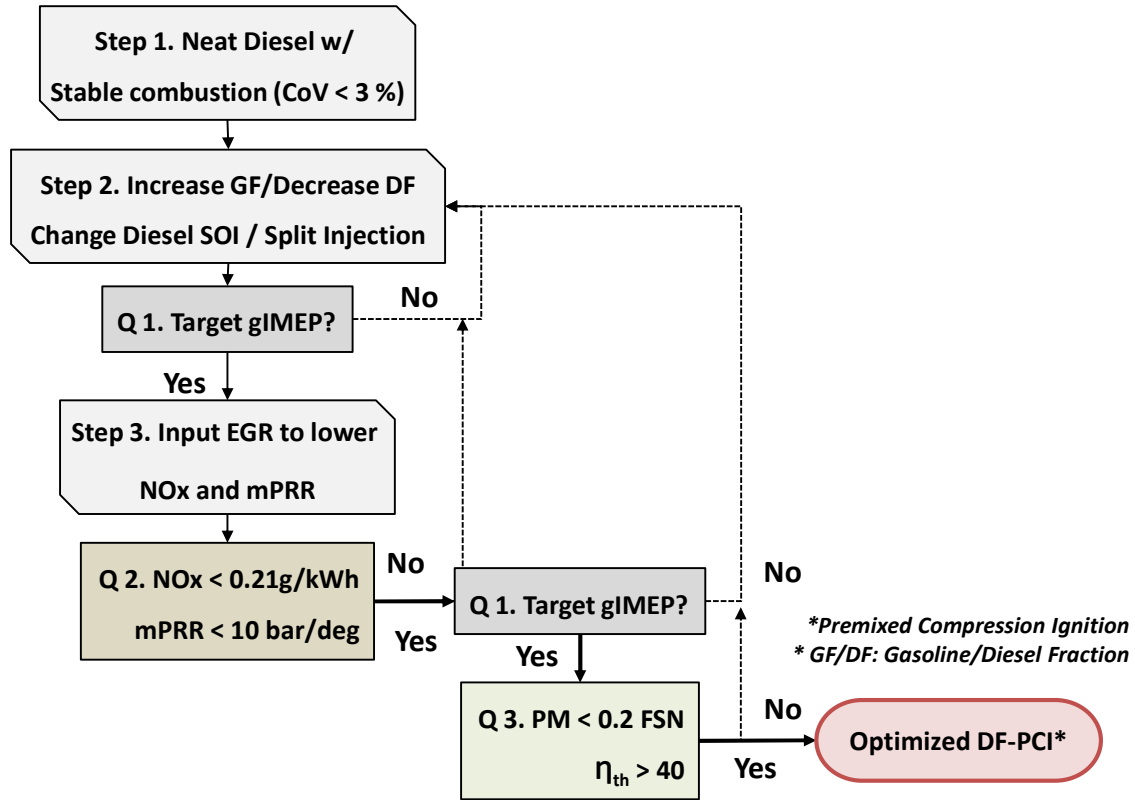 Step 1. Neat Diesel w/
Stable combustion (CoV < 3 %)
Step 2. Increase GF/Decrease DF
Change Diesel SOI / Split Injection
Q 1. Target gIMEP?
No
Yes
Step 3. Input EGR to lower
NOx and mPRR
Q 2. NOx < 0.21g/kWh
mPRR < 10 bar/deg
No
Yes
Q 1. Target gIMEP?
No
Yes
*Premixed Compression Ignition
* GF/DF: Gasoline/Diesel Fraction
Q 3. PM < 0.2 FSN
η_th > 40
No
Yes
Optimized DF-PCI*